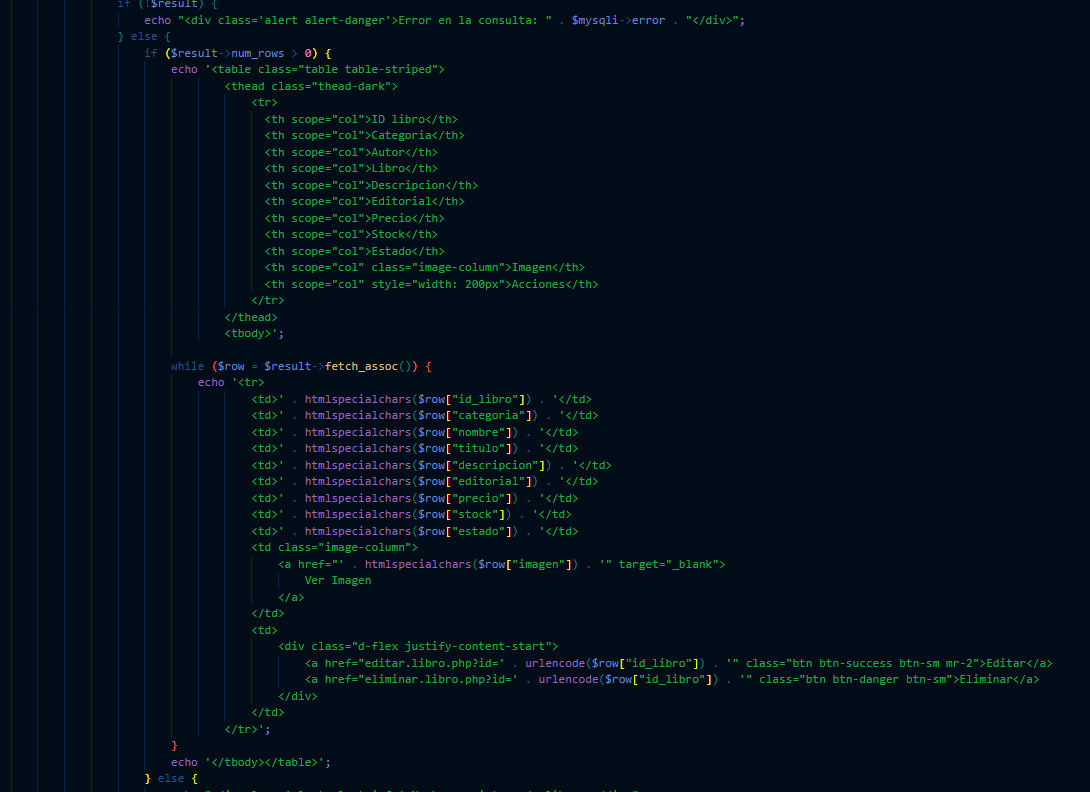 if (!$result) {
echo "<div class='alert alert-danger'>Error en la consulta: " . $mysqli->error . "</div>";
} else {
if ($result->num_rows > 0) {
echo '<table class="table table-striped">
<thead class="thead-dark">
<tr>
<th scope="col">ID libro</th>
<th scope="col">Categoria</th>
<th scope="col">Autor</th>
<th scope="col">Libro</th>
<th scope="col">Descripcion</th>
<th scope="col">Editorial</th>
<th scope="col">Precio</th>
<th scope="col">Stock</th>
<th scope="col">Estado</th>
<th scope="col" class="image-column">Imagen</th>
<th scope="col" style="width: 200px">Acciones</th>
</tr>
</thead>
<tbody>';
while ($row = $result->fetch_assoc()) {
echo '<tr>
<td>' . htmlspecialchars($row["id_libro"]) . '</td>
<td>' . htmlspecialchars($row["categoria"]) . '</td>
<td>' . htmlspecialchars($row["nombre"]) . '</td>
<td>' . htmlspecialchars($row["titulo"]) . '</td>
<td>' . htmlspecialchars($row["descripcion"]) . '</td>
<td>' . htmlspecialchars($row["editorial"]) . '</td>
<td>' . htmlspecialchars($row["precio"]) . '</td>
<td>' . htmlspecialchars($row["stock"]) . '</td>
<td>' . htmlspecialchars($row["estado"]) . '</td>
<td class="image-column">
<a href="' . htmlspecialchars($row["imagen"]) . '" target="_blank">
Ver Imagen
</a>
</td>
<td>
<div class="d-flex justify-content-start">
<a href="editar.libro.php?id=' . urlencode($row["id_libro"]) . '" class="btn btn-success btn-sm mr-2">Editar</a>
<a href="eliminar.libro.php?id=' . urlencode($row["id_libro"]) . '" class="btn btn-danger btn-sm">Eliminar</a>
</div>
</td>
</tr>';
}
echo '</tbody></table>';
} else {